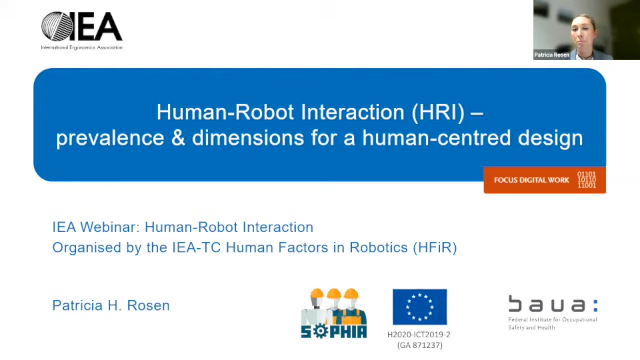 IEA
International Ergonomics Association
Patricia Rosen
Human-Robot Interaction (HRI) –
prevalence & dimensions for a human-centred design
FOCUS DIGITAL WORK
01101
10110
11001
IEA Webinar: Human-Robot Interaction
Organised by the IEA-TC Human Factors in Robotics (HFiR)
Patricia H. Rosen
SOPHIA
H2020-ICT2019-2
(GA 871237)
baua:
Federal Institute for Occupational
Safety and Health